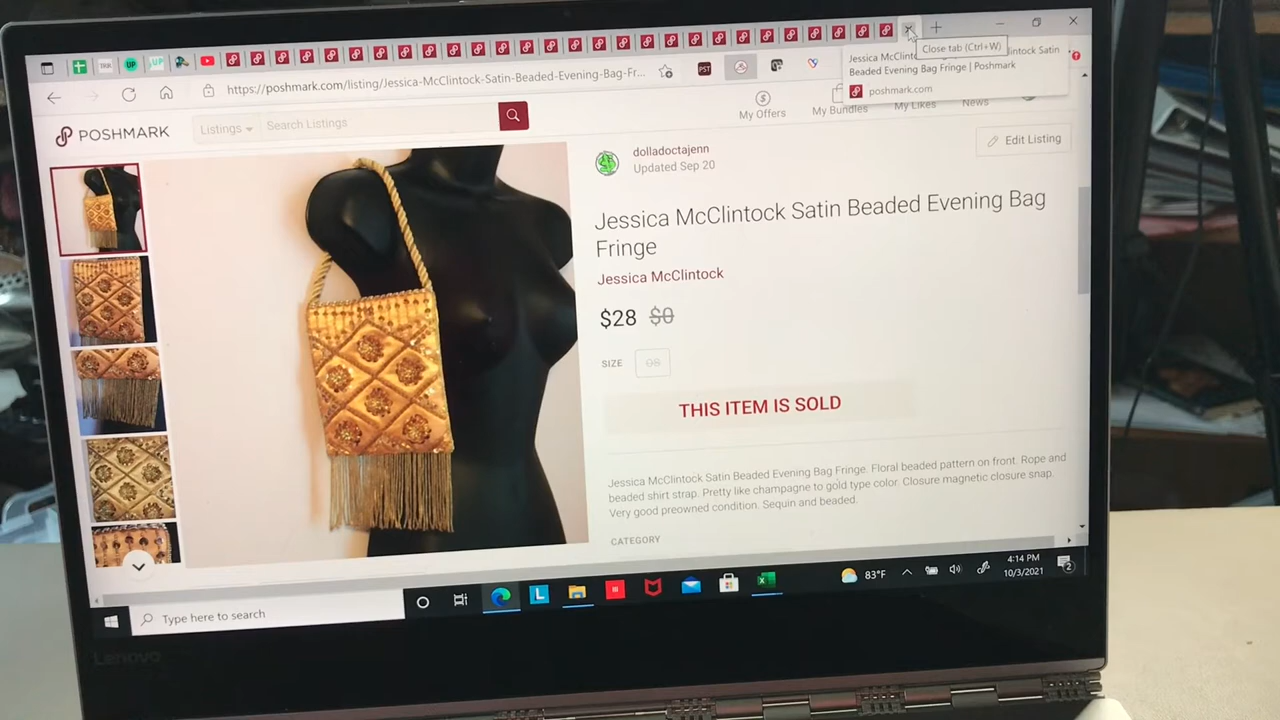 Close tab (Ctrl+W)
Beaded Evening Bag Fringe | Poshmark
poshmark.com
https://poshmark.com/listing/Jessica-McClintock-Satin-Beaded-Evening-Bag-Fr...
PST
POSHMARK
Listings
Search Listings
My Offers
My Bundles
My Likes
News
dolladoctajenn
Updated Sep 20
Edit Listing
Jessica McClintock Satin Beaded Evening Bag
Fringe
Jessica McClintock
$28 $0
SIZE
THIS ITEM IS SOLD
Jessica McClintock Satin Beaded Evening Bag Fringe. Floral beaded pattern on front. Rope and
beaded shirt strap. Pretty like champagne to gold type color. Closure magnetic closure snap.
Very good preowned condition. Sequin and beaded.
CATEGORY
Type here to search
83°F
4:14 PM
10/3/2021
2
Lenovo